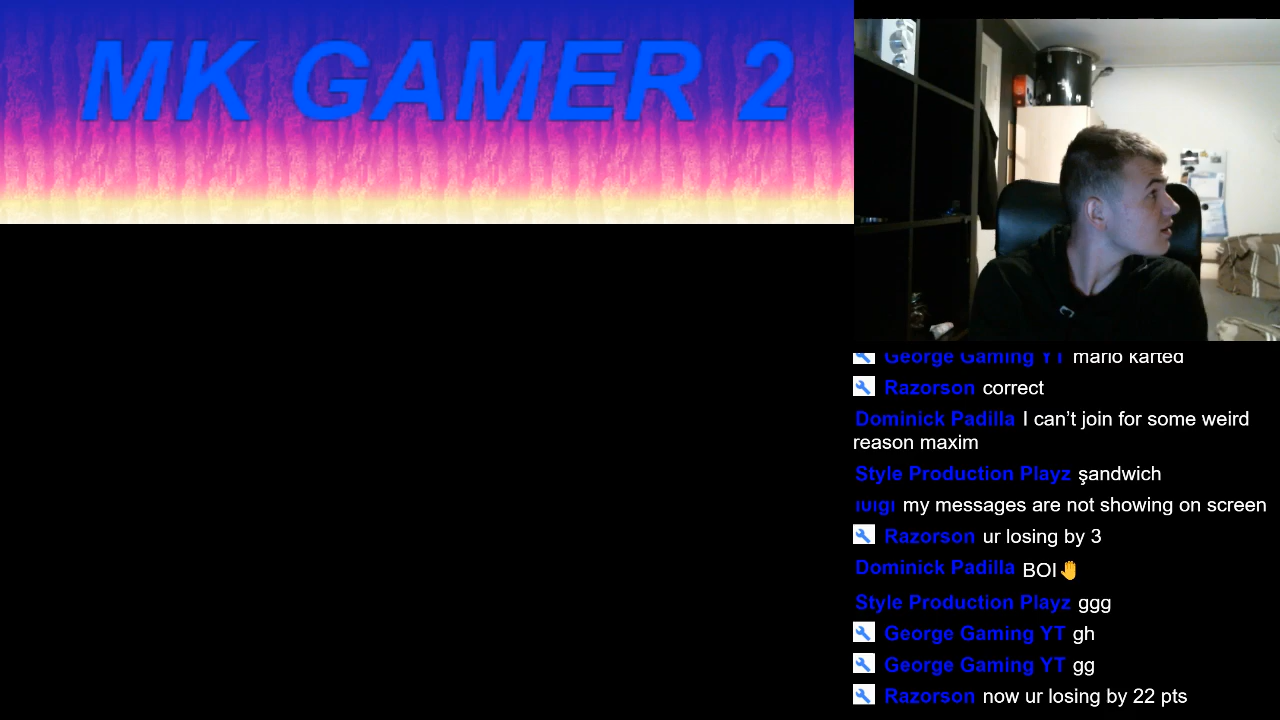 MK GAMER 2
George Gaming YT mario karted
Razorson correct
Dominick Padilla I can’t join for some weird
reason maxim
Style Production Playz şandwich
ıuıgı my messages are not showing on screen
Razorson ur losing by 3
Dominick Padilla BOI🤚
Style Production Playz ggg
George Gaming YT gh
George Gaming YT gg
Razorson now ur losing by 22 pts